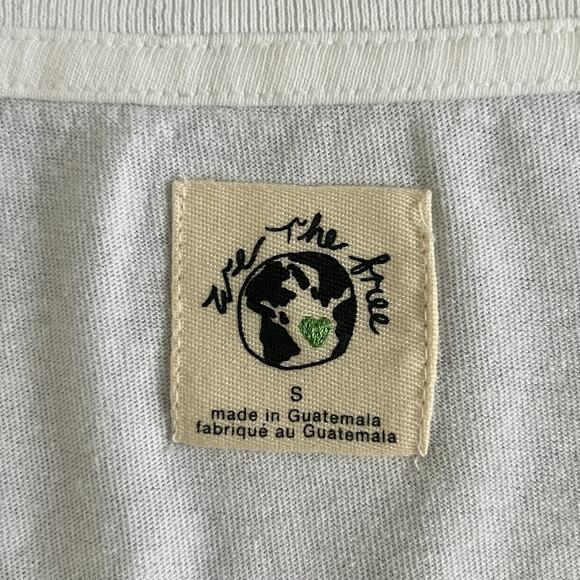 we the free
S
made in Guatemala
fabriqué au Guatemala